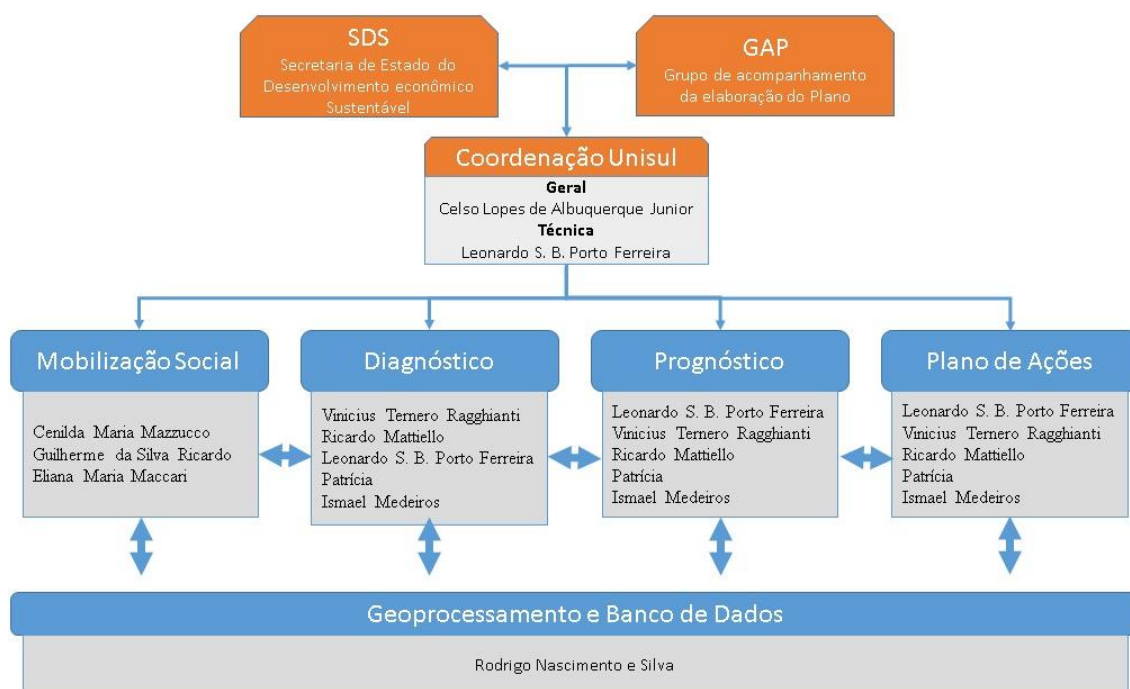 SDS
Secretaria de Estado do
Desenvolvimento econômico
Sustentável
GAP
Grupo de acompanhamento
da elaboração do Plano
Coordenação Unisul
Geral
Celso Lopes de Albuquerque Junior
Técnica
Leonardo S. B. Porto Ferreira
Mobilização Social
Cenilda Maria Mazzucco
Guilherme da Silva Ricardo
Eliana Maria Maccari
Diagnóstico
Vinicius Ternero Ragghianti
Ricardo Mattiello
Leonardo S. B. Porto Ferreira
Patrícia
Ismael Medeiros
Prognóstico
Leonardo S. B. Porto Ferreira
Vinicius Ternero Ragghianti
Ricardo Mattiello
Patrícia
Ismael Medeiros
Plano de Ações
Leonardo S. B. Porto Ferreira
Vinicius Ternero Ragghianti
Ricardo Mattiello
Patrícia
Ismael Medeiros
Geoprocessamento e Banco de Dados
Rodrigo Nascimento e Silva